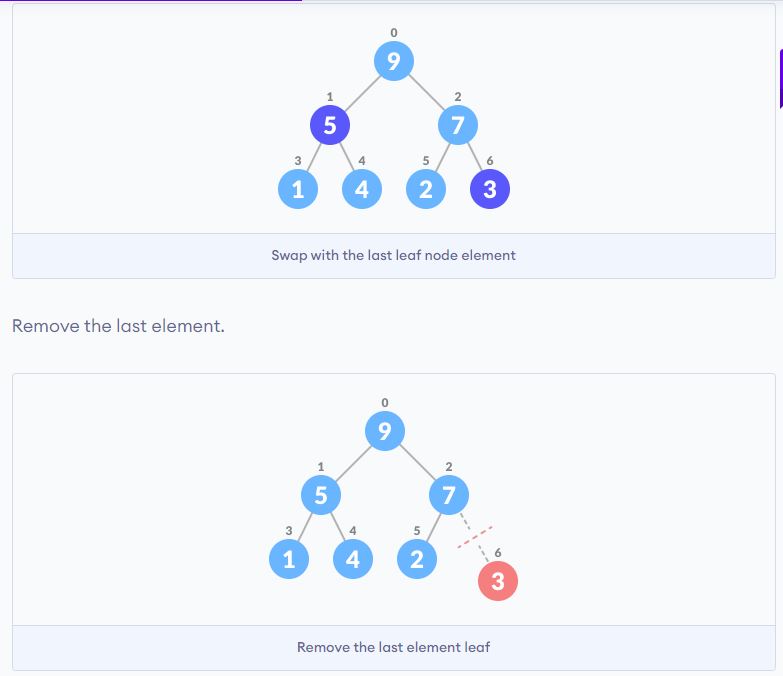 0
9
1 2
5 7
3 4 5 6
1 4 2 3
Swap with the last leaf node element
Remove the last element.
0
9
1 2
5 7
3 4 5
1 4 2
6
3
Remove the last element leaf